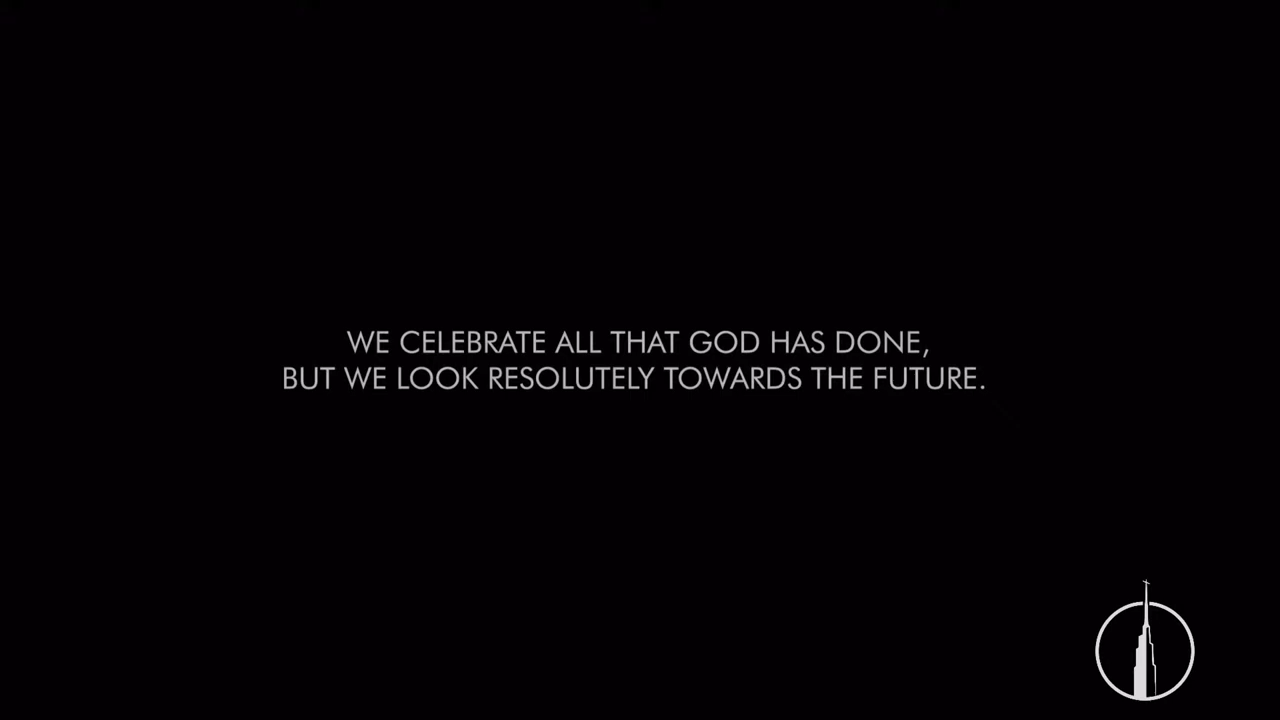 WE CELEBRATE ALL THAT GOD HAS DONE,
BUT WE LOOK RESOLUTELY TOWARDS THE FUTURE.